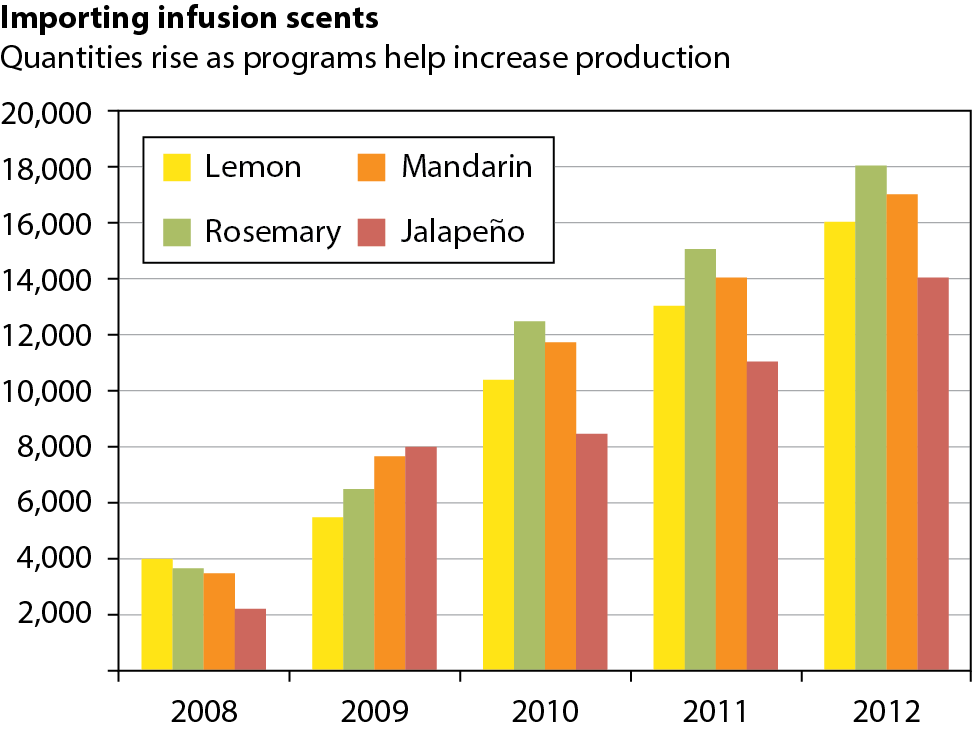 Importing infusion scents
Quantities rise as programs help increase production
20,000
18,000
16,000
14,000
12,000
10,000
8,000
6,000
4,000
2,000
Lemon Mandarin
Rosemary Jalapeño
2008 2009 2010 2011 2012